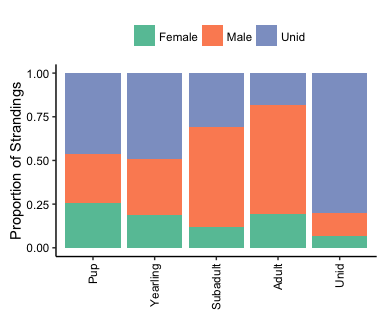 Female Male Unid
Proportion of Strandings
1.00
0.75
0.50
0.25
0.00
Pup
Yearling
Subadult
Adult
Unid